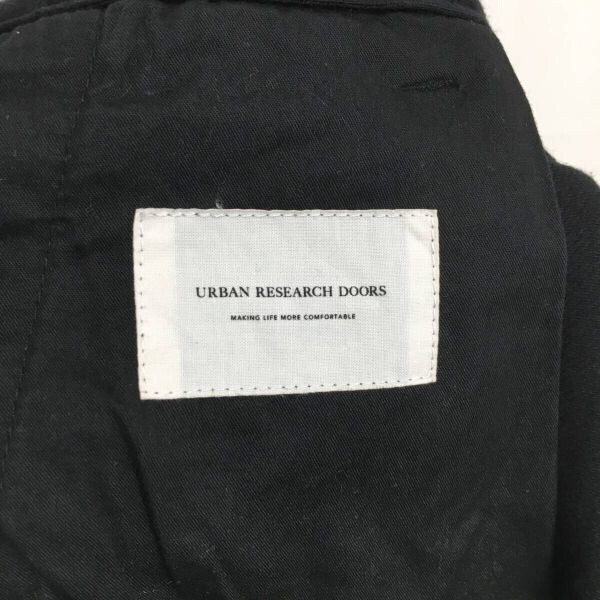 URBAN RESEARCH DOORS
MAKING LIFE MORE COMFORTABLE